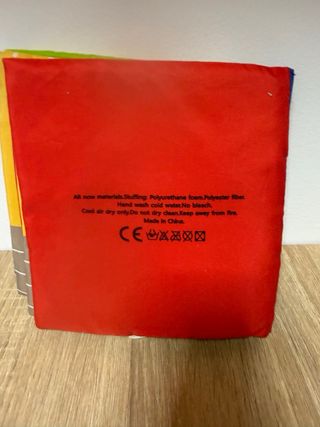 All new materials.Stuffing: Polyurethane foam.Polyester fiber.
Hand wash cold water.No bleach.
Cool air dry only.Do not dry clean.Keep away from fire.
Made in China.
CE